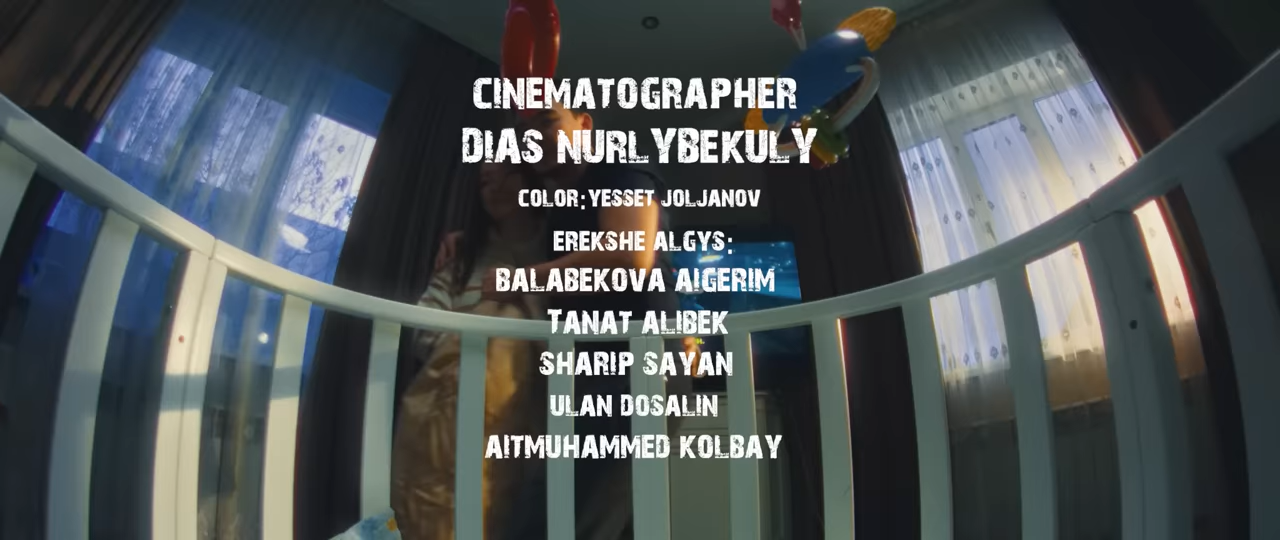 CINEMATOGRAPHER
DIAS NURLYBEKULY
COLOR:YESSET JOLJANOV
EREKSHE ALGYS:
BALABEKOVA AIGERIM
TANAT ALIBEK
SHARIP SAYAN
ULAN DOSALIN
AITMUHAMMED KOLBAY